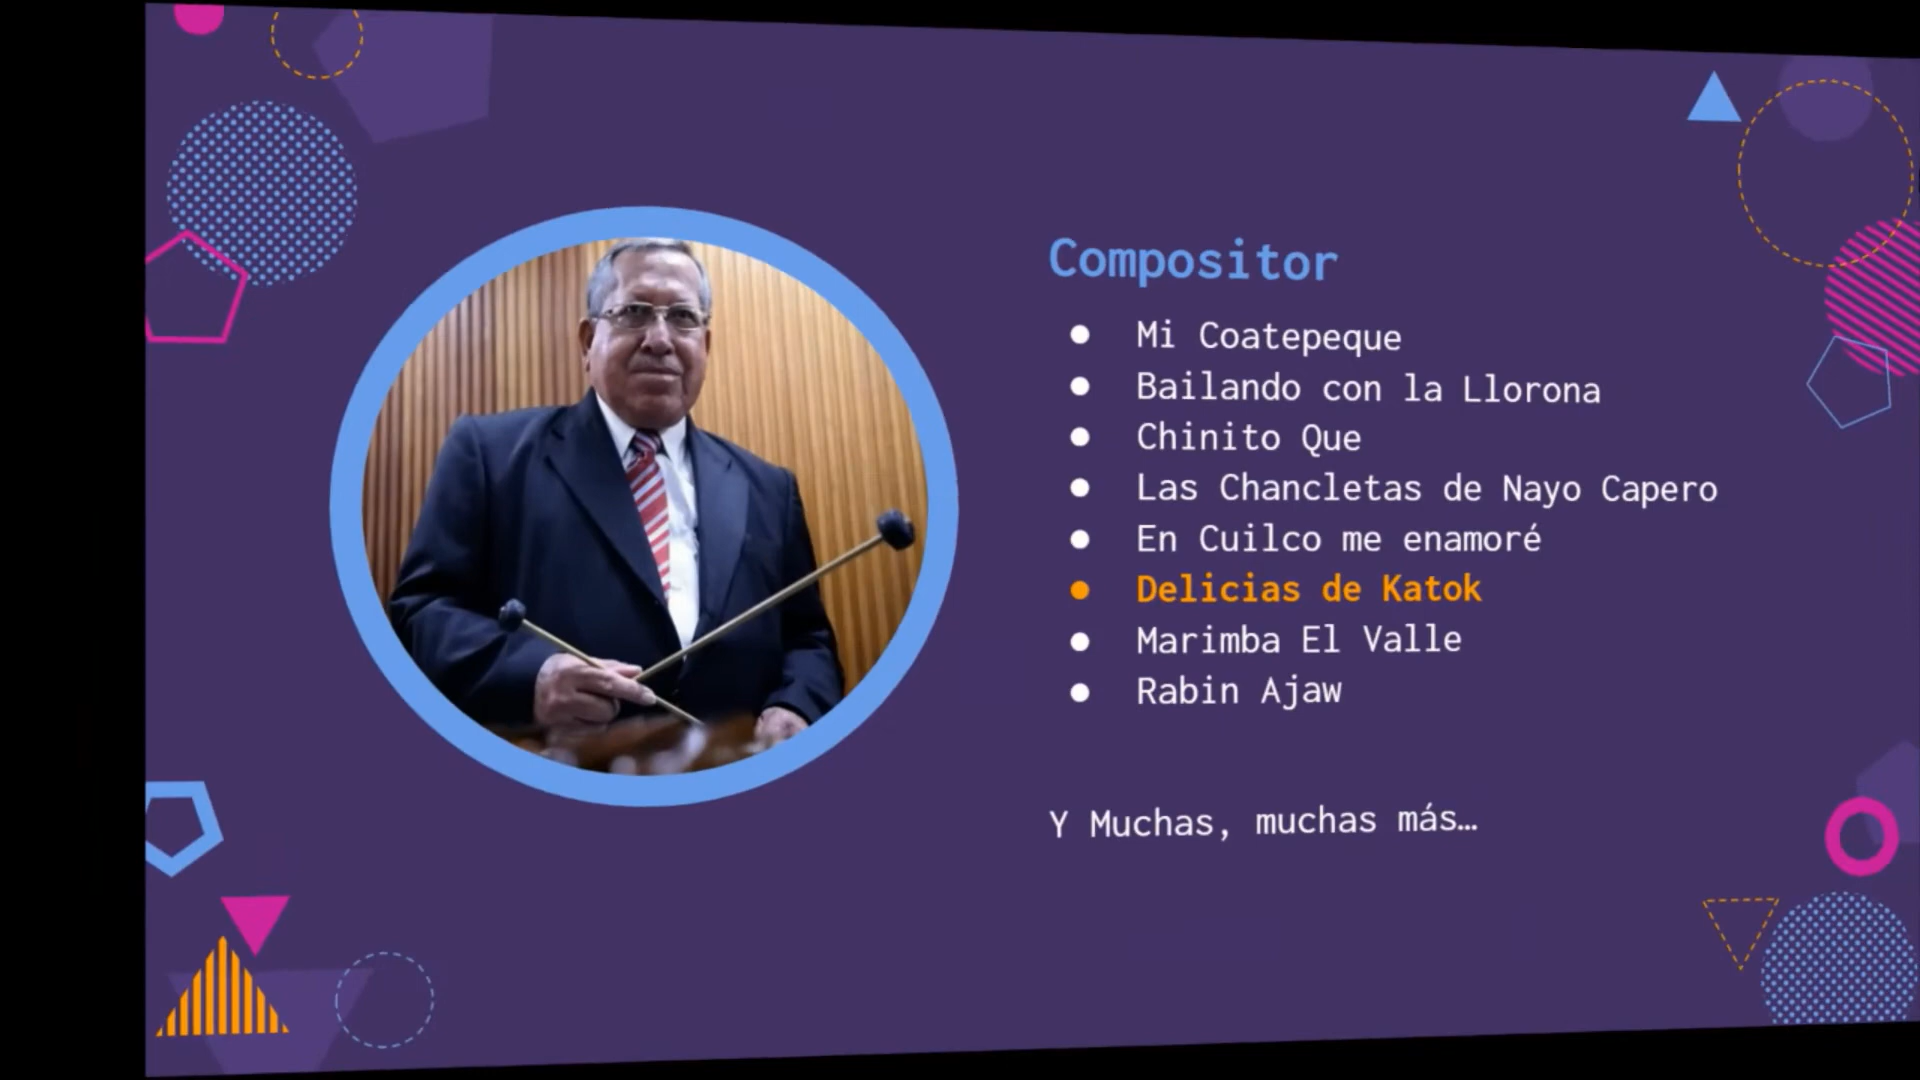 Compositor
● Mi Coatepeque
● Bailando con la Llorona
● Chinito Que
● Las Chancletas de Nayo Capero
● En Cuilco me enamoré
● Delicias de Katok
● Marimba El Valle
● Rabin Ajaw
Y Muchas, muchas más…